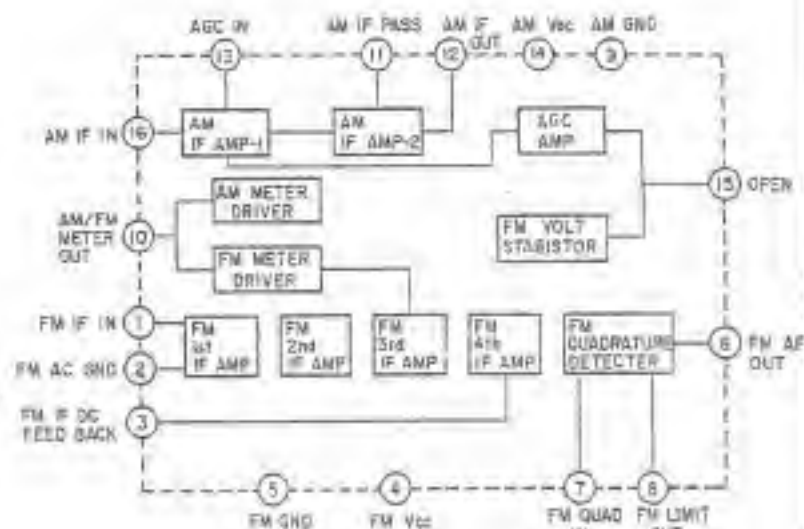 AGC IN
AM IF PASS
AM IF
OUT
AM Vcc
AM GND
13
11
12
14
9
AM IF IN
16
AM
IF AMP-1
AM
IF AMP-2
AGC
AMP
15
OPEN
AM/FM
METER
OUT
10
AM METER
DRIVER
FM METER
DRIVER
FM VOLT
STABISTOR
FM IF IN
1
FM
1st
IF AMP
FM
2nd
IF AMP
FM
3rd
IF AMP
FM
4th
IF AMP
FM
QUADRATURE
DETECTER
6
FM AF
OUT
FM AC GND
2
FM IF DC
FEED BACK
3
5
4
7
8
FM GND
FM Vcc
FM QUAD
FM LIMIT